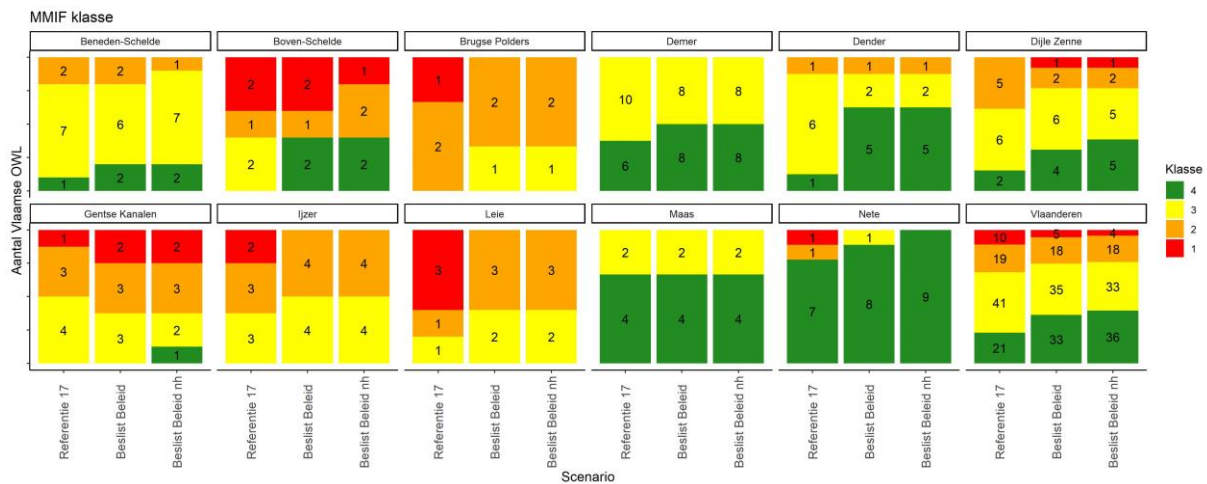 MMIF klasse
Beneden-Schelde Boven-Schelde Brugse Polders Demer Dender Dijle Zenne
2 2 1 2 2 1 1 2 2 10 8 8 1 1 1 5 1 1
7 6 7 1 1 2 2 1 1 6 8 8 6 2 2 6 2 2
1 2 2 2 2 2 1 5 5 2 6 5
4 5
Gentse Kanalen Ijzer Leie Maas Nete Vlaanderen
1 2 2 2 4 4 3 3 3 2 2 2 1 1 9 10 5 4
3 3 3 3 4 4 1 2 2 4 4 4 1 8 19 18 18
4 3 2 3 1 7 41 35 33
1 21 33 36
Aantal Vlaamse OWL
Klasse
4
3
2
1
Referentie 17 Beslist Beleid Beslist Beleid nh Referentie 17 Beslist Beleid Beslist Beleid nh Referentie 17 Beslist Beleid Beslist Beleid nh Referentie 17 Beslist Beleid Beslist Beleid nh Referentie 17 Beslist Beleid Beslist Beleid nh Referentie 17 Beslist Beleid Beslist Beleid nh
Scenario